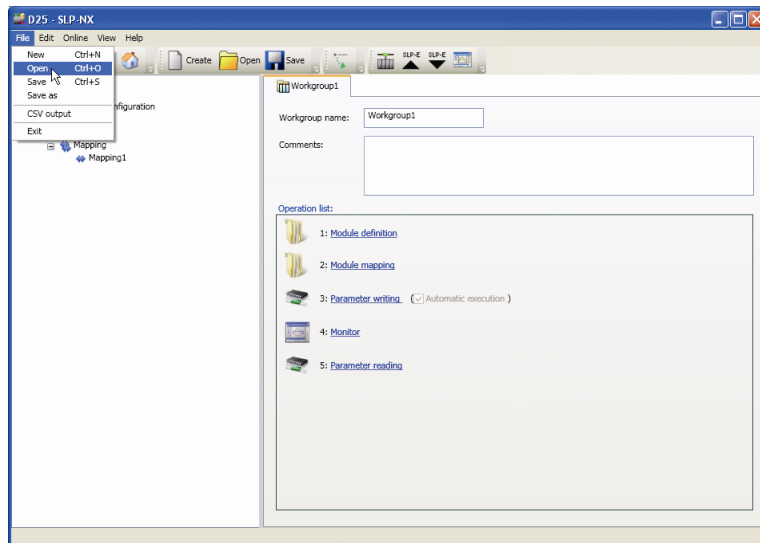 D25 - SLP-NX
File Edit Online View Help
New Ctrl+N
Open Ctrl+O
Save Ctrl+S
Save as
CSV output
Exit
Create Open Save SLP-E SLP-E
Workgroup1
Workgroup name: Workgroup1
nfiguration
Comments:
Mapping
Mapping1
Operation list:
1: Module definition
2: Module mapping
3: Parameter writing ( Automatic execution )
4: Monitor
5: Parameter reading